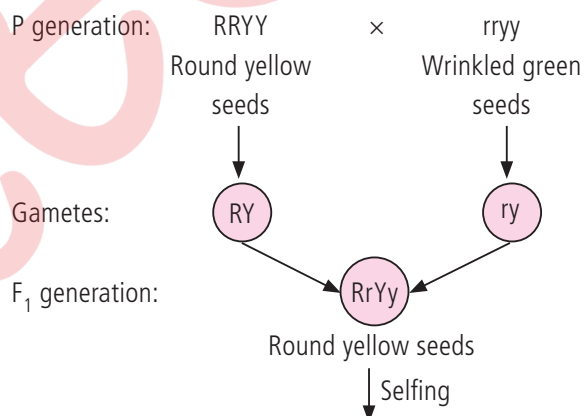 P generation: RRYY × rryy
Round yellow Wrinkled green
seeds seeds
Gametes: RY ry
F₁ generation: RrYy
Round yellow seeds
Selfing